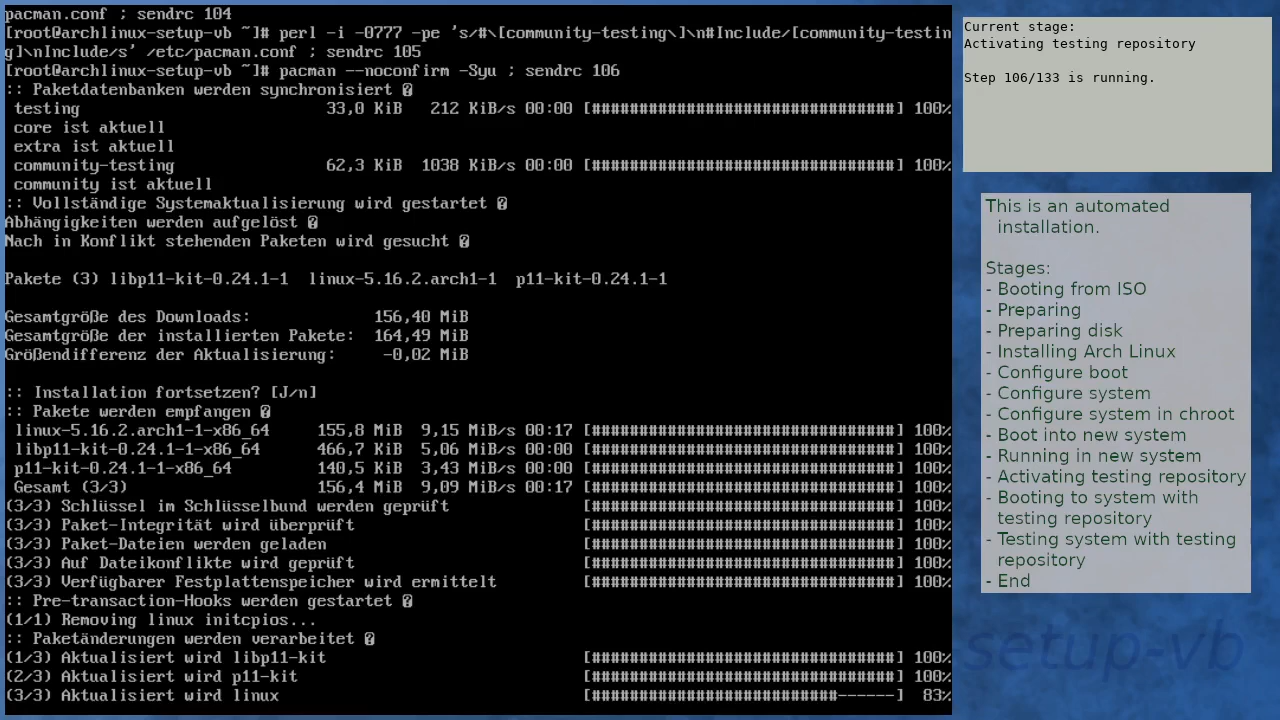 pacman.conf ; sendrc 104
[root@archlinux-setup-vb ~]# perl -i -0777 -pe 's/#\[community-testing\]\n#Include/[community-testin
g]\nInclude/s' /etc/pacman.conf ; sendrc 105
[root@archlinux-setup-vb ~]# pacman --noconfirm -Syu ; sendrc 106
:: Paketdatenbanken werden synchronisiert �
testing 33,0 KiB 212 KiB/s 00:00 [################################] 100%
core ist aktuell
extra ist aktuell
community-testing 62,3 KiB 1038 KiB/s 00:00 [################################] 100%
community ist aktuell
:: Vollständige Systemaktualisierung wird gestartet �
Abhängigkeiten werden aufgelöst �
Nach in Konflikt stehenden Paketen wird gesucht �
Pakete (3) libp11-kit-0.24.1-1 linux-5.16.2.arch1-1 p11-kit-0.24.1-1
Gesamtgröße des Downloads: 156,40 MiB
Gesamtgröße der installierten Pakete: 164,49 MiB
Größendifferenz der Aktualisierung: -0,02 MiB
:: Installation fortsetzen? [J/n]
:: Pakete werden empfangen �
linux-5.16.2.arch1-1-x86_64 155,8 MiB 9,15 MiB/s 00:17 [################################] 100%
libp11-kit-0.24.1-1-x86_64 466,7 KiB 5,06 MiB/s 00:00 [################################] 100%
p11-kit-0.24.1-1-x86_64 140,5 KiB 3,43 MiB/s 00:00 [################################] 100%
Gesamt (3/3) 156,4 MiB 9,09 MiB/s 00:17 [################################] 100%
(3/3) Schlüssel im Schlüsselbund werden geprüft [################################] 100%
(3/3) Paket-Integrität wird überprüft [################################] 100%
(3/3) Paket-Dateien werden geladen [################################] 100%
(3/3) Auf Dateikonflikte wird geprüft [################################] 100%
(3/3) Verfügbarer Festplattenspeicher wird ermittelt [################################] 100%
:: Pre-transaction-Hooks werden gestartet �
(1/1) Removing linux initcpios...
:: Paketänderungen werden verarbeitet �
(1/3) Aktualisiert wird libp11-kit [################################] 100%
(2/3) Aktualisiert wird p11-kit [################################] 100%
(3/3) Aktualisiert wird linux [##########################------] 83%
Current stage:
Activating testing repository
Step 106/133 is running.
This is an automated
installation.
Stages:
- Booting from ISO
- Preparing
- Preparing disk
- Installing Arch Linux
- Configure boot
- Configure system
- Configure system in chroot
- Boot into new system
- Running in new system
- Activating testing repository
- Booting to system with
testing repository
- Testing system with testing
repository
- End
setup-vb